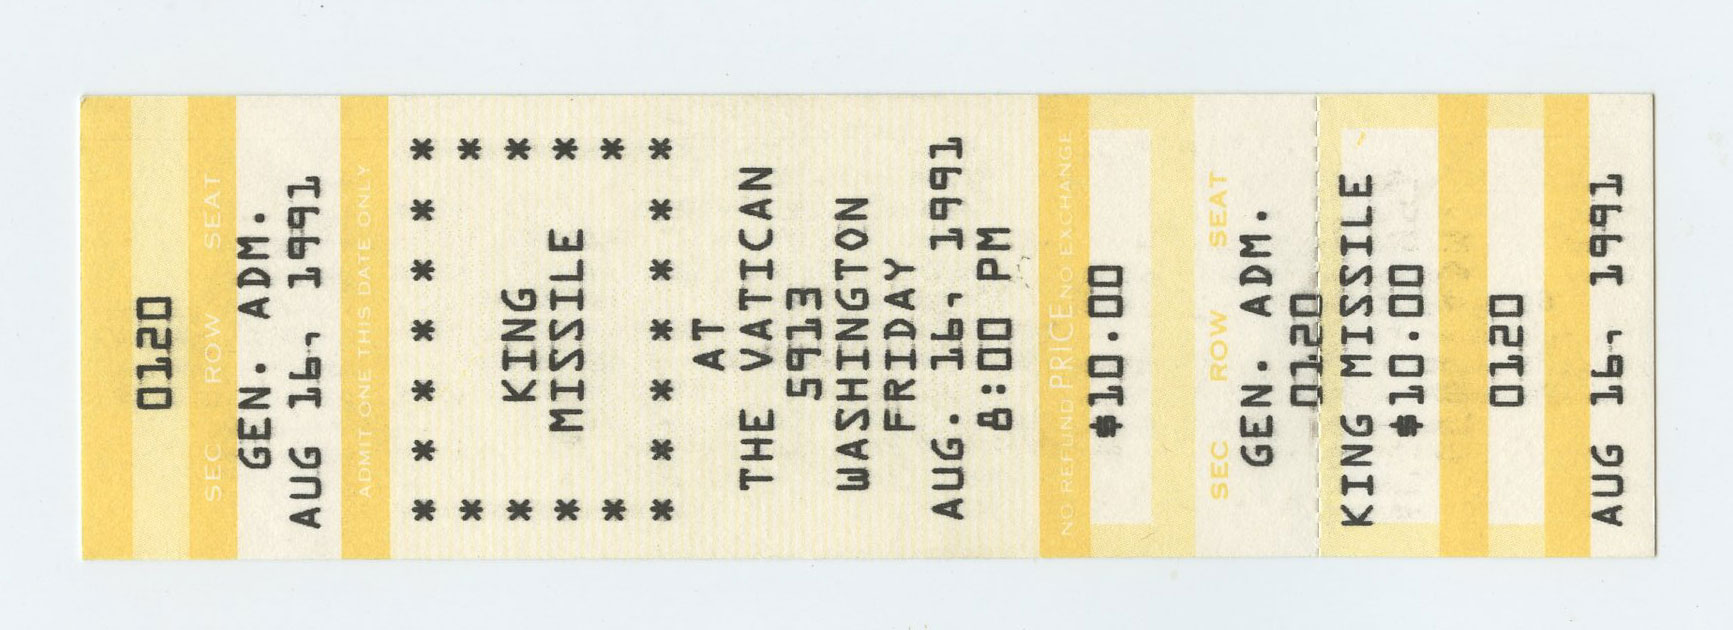 0120
SEC ROW SEAT
GEN. ADM.
AUG 16, 1991
ADMIT ONE THIS DATE ONLY
* * * * * * *
* *
* KING *
* MISSILE *
* *
* * * * * * *
AT
THE VATICAN
5913
WASHINGTON
FRIDAY
AUG. 16, 1991
8:00 PM
NO REFUND PRICE NO EXCHANGE
$10.00
SEC ROW SEAT
GEN. ADM.
0120
KING MISSILE
$10.00
0120
AUG 16, 1991